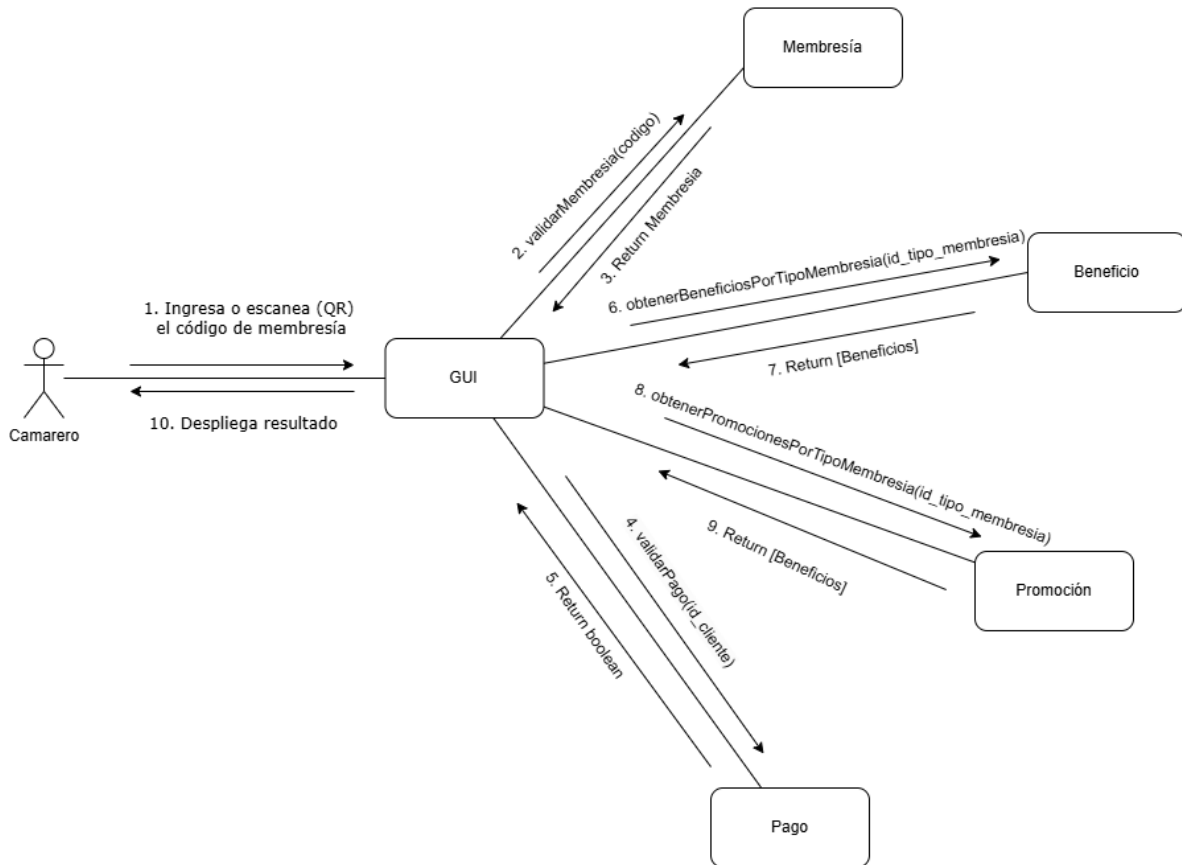 Membresía
2. validarMembresia(codigo)
3. Return Membresia
Beneficio
6. obtenerBeneficiosPorTipoMembresia(id_tipo_membresia)
7. Return [Beneficios]
1. Ingresa o escanea (QR)
el código de membresía
GUI
Camarero
10. Despliega resultado
8. obtenerPromocionesPorTipoMembresia(id_tipo_membresia)
9. Return [Beneficios]
Promoción
4. validarPago(id_cliente)
5. Return boolean
Pago